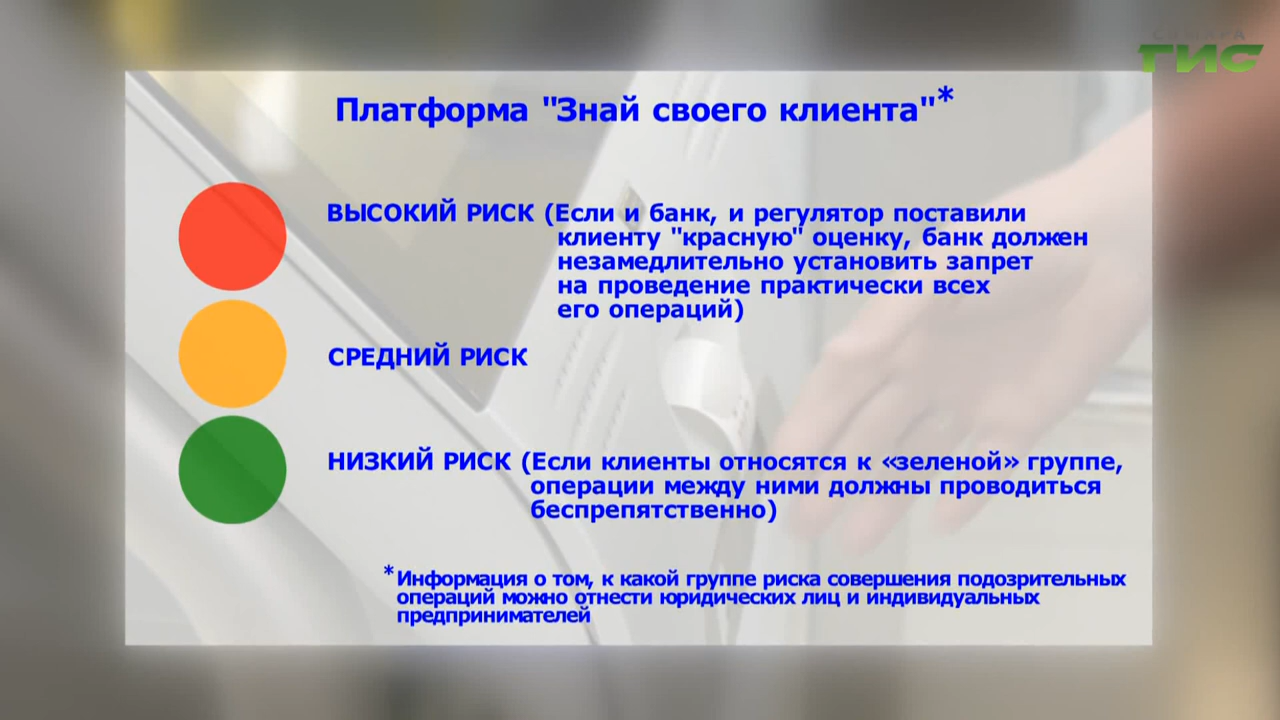 САМАРА
ГИС
Платформа "Знай своего клиента"*
ВЫСОКИЙ РИСК (Если и банк, и регулятор поставили
клиенту "красную" оценку, банк должен
незамедлительно установить запрет
на проведение практически всех
его операций)
СРЕДНИЙ РИСК
НИЗКИЙ РИСК (Если клиенты относятся к «зеленой» группе,
операции между ними должны проводиться
беспрепятственно)
*Информация о том, к какой группе риска совершения подозрительных
операций можно отнести юридических лиц и индивидуальных
предпринимателей